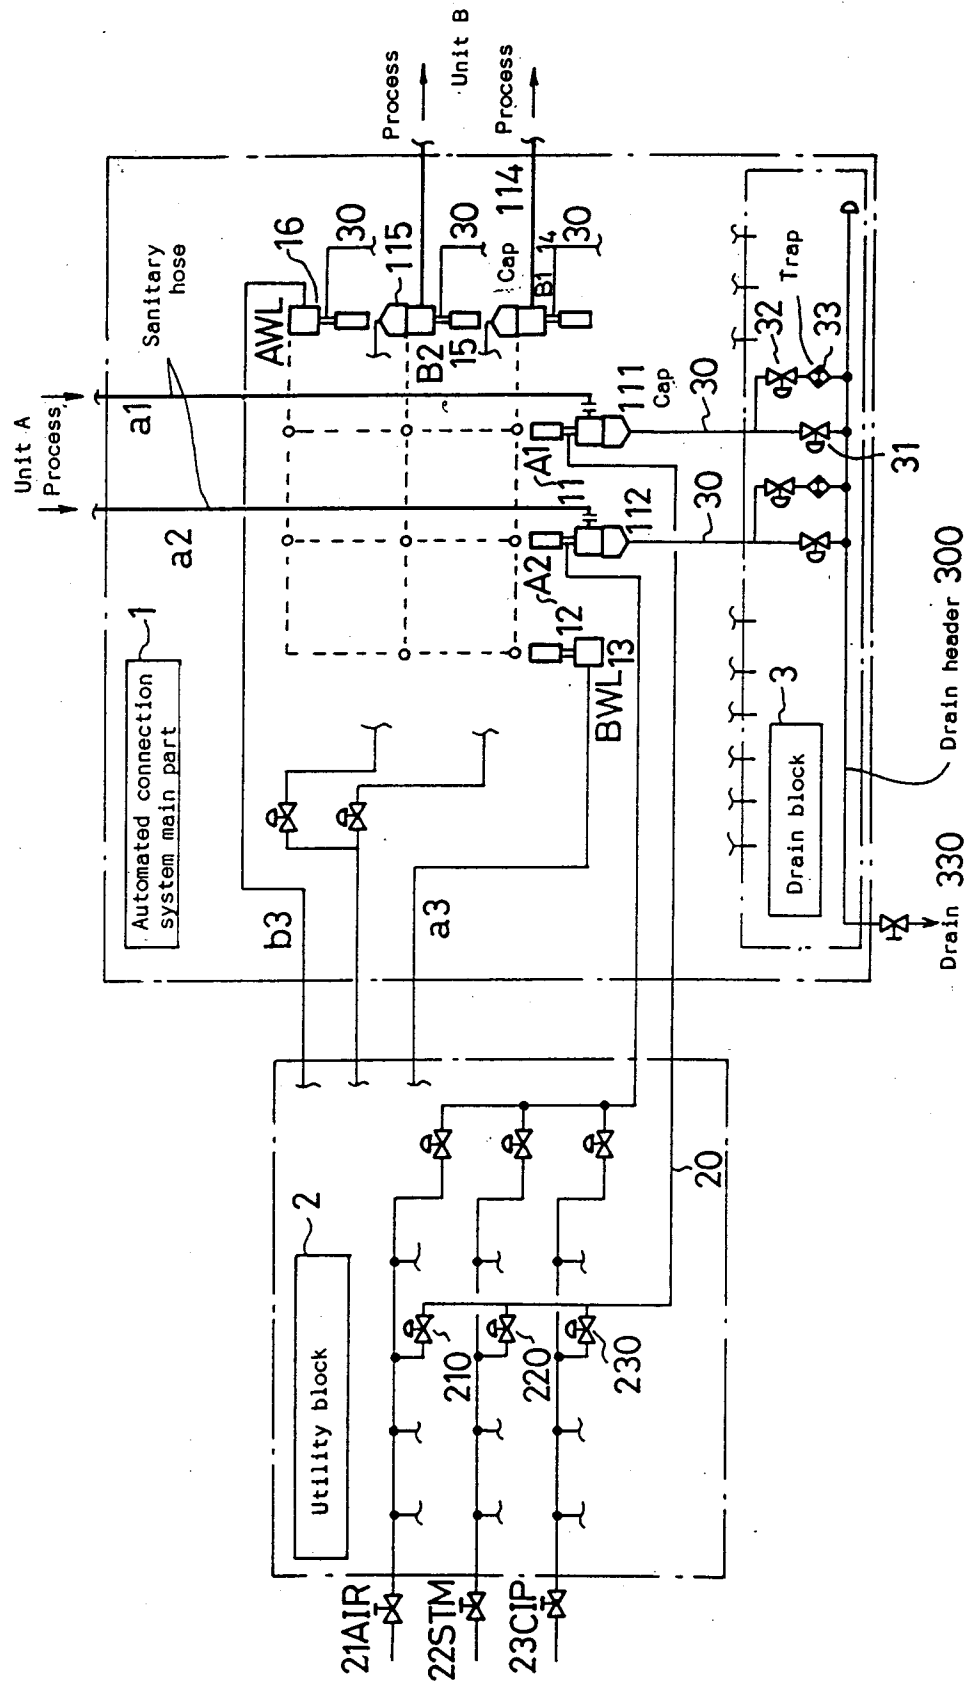 Unit A
Process
a1
a2
Sanitary
hose
1
Automated connection
system main part
AWL
16
30
115
30
B2
15
Cap
114
B1
14
30
Process
Unit B
Process
A1
11
111
Cap
A2
12
112
BWL
13
30
30
b3
a3
32
Trap
33
31
3
Drain block
Drain header 300
Drain 330
2
Utility block
20
210
220
230
21AIR
22STM
23CIP